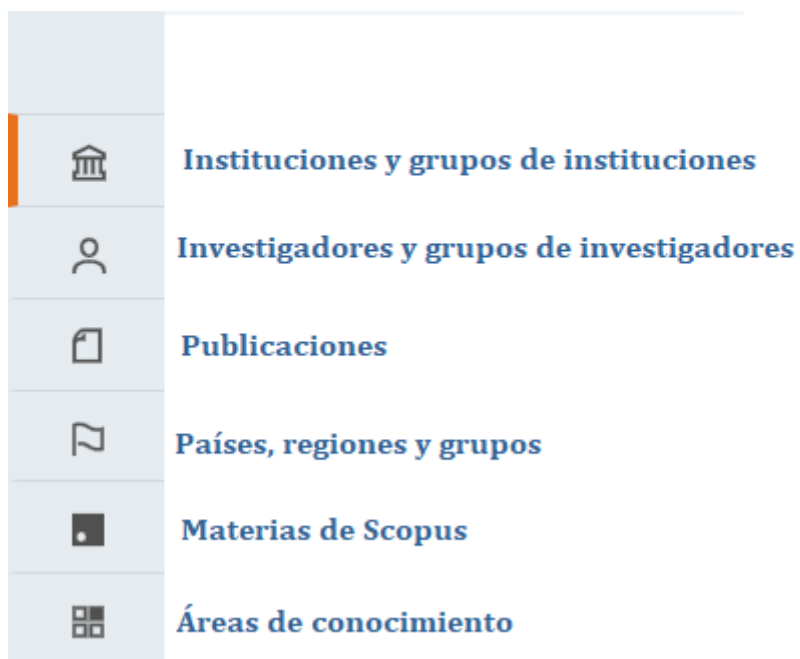 Instituciones y grupos de instituciones
Investigadores y grupos de investigadores
Publicaciones
Países, regiones y grupos
Materias de Scopus
Áreas de conocimiento